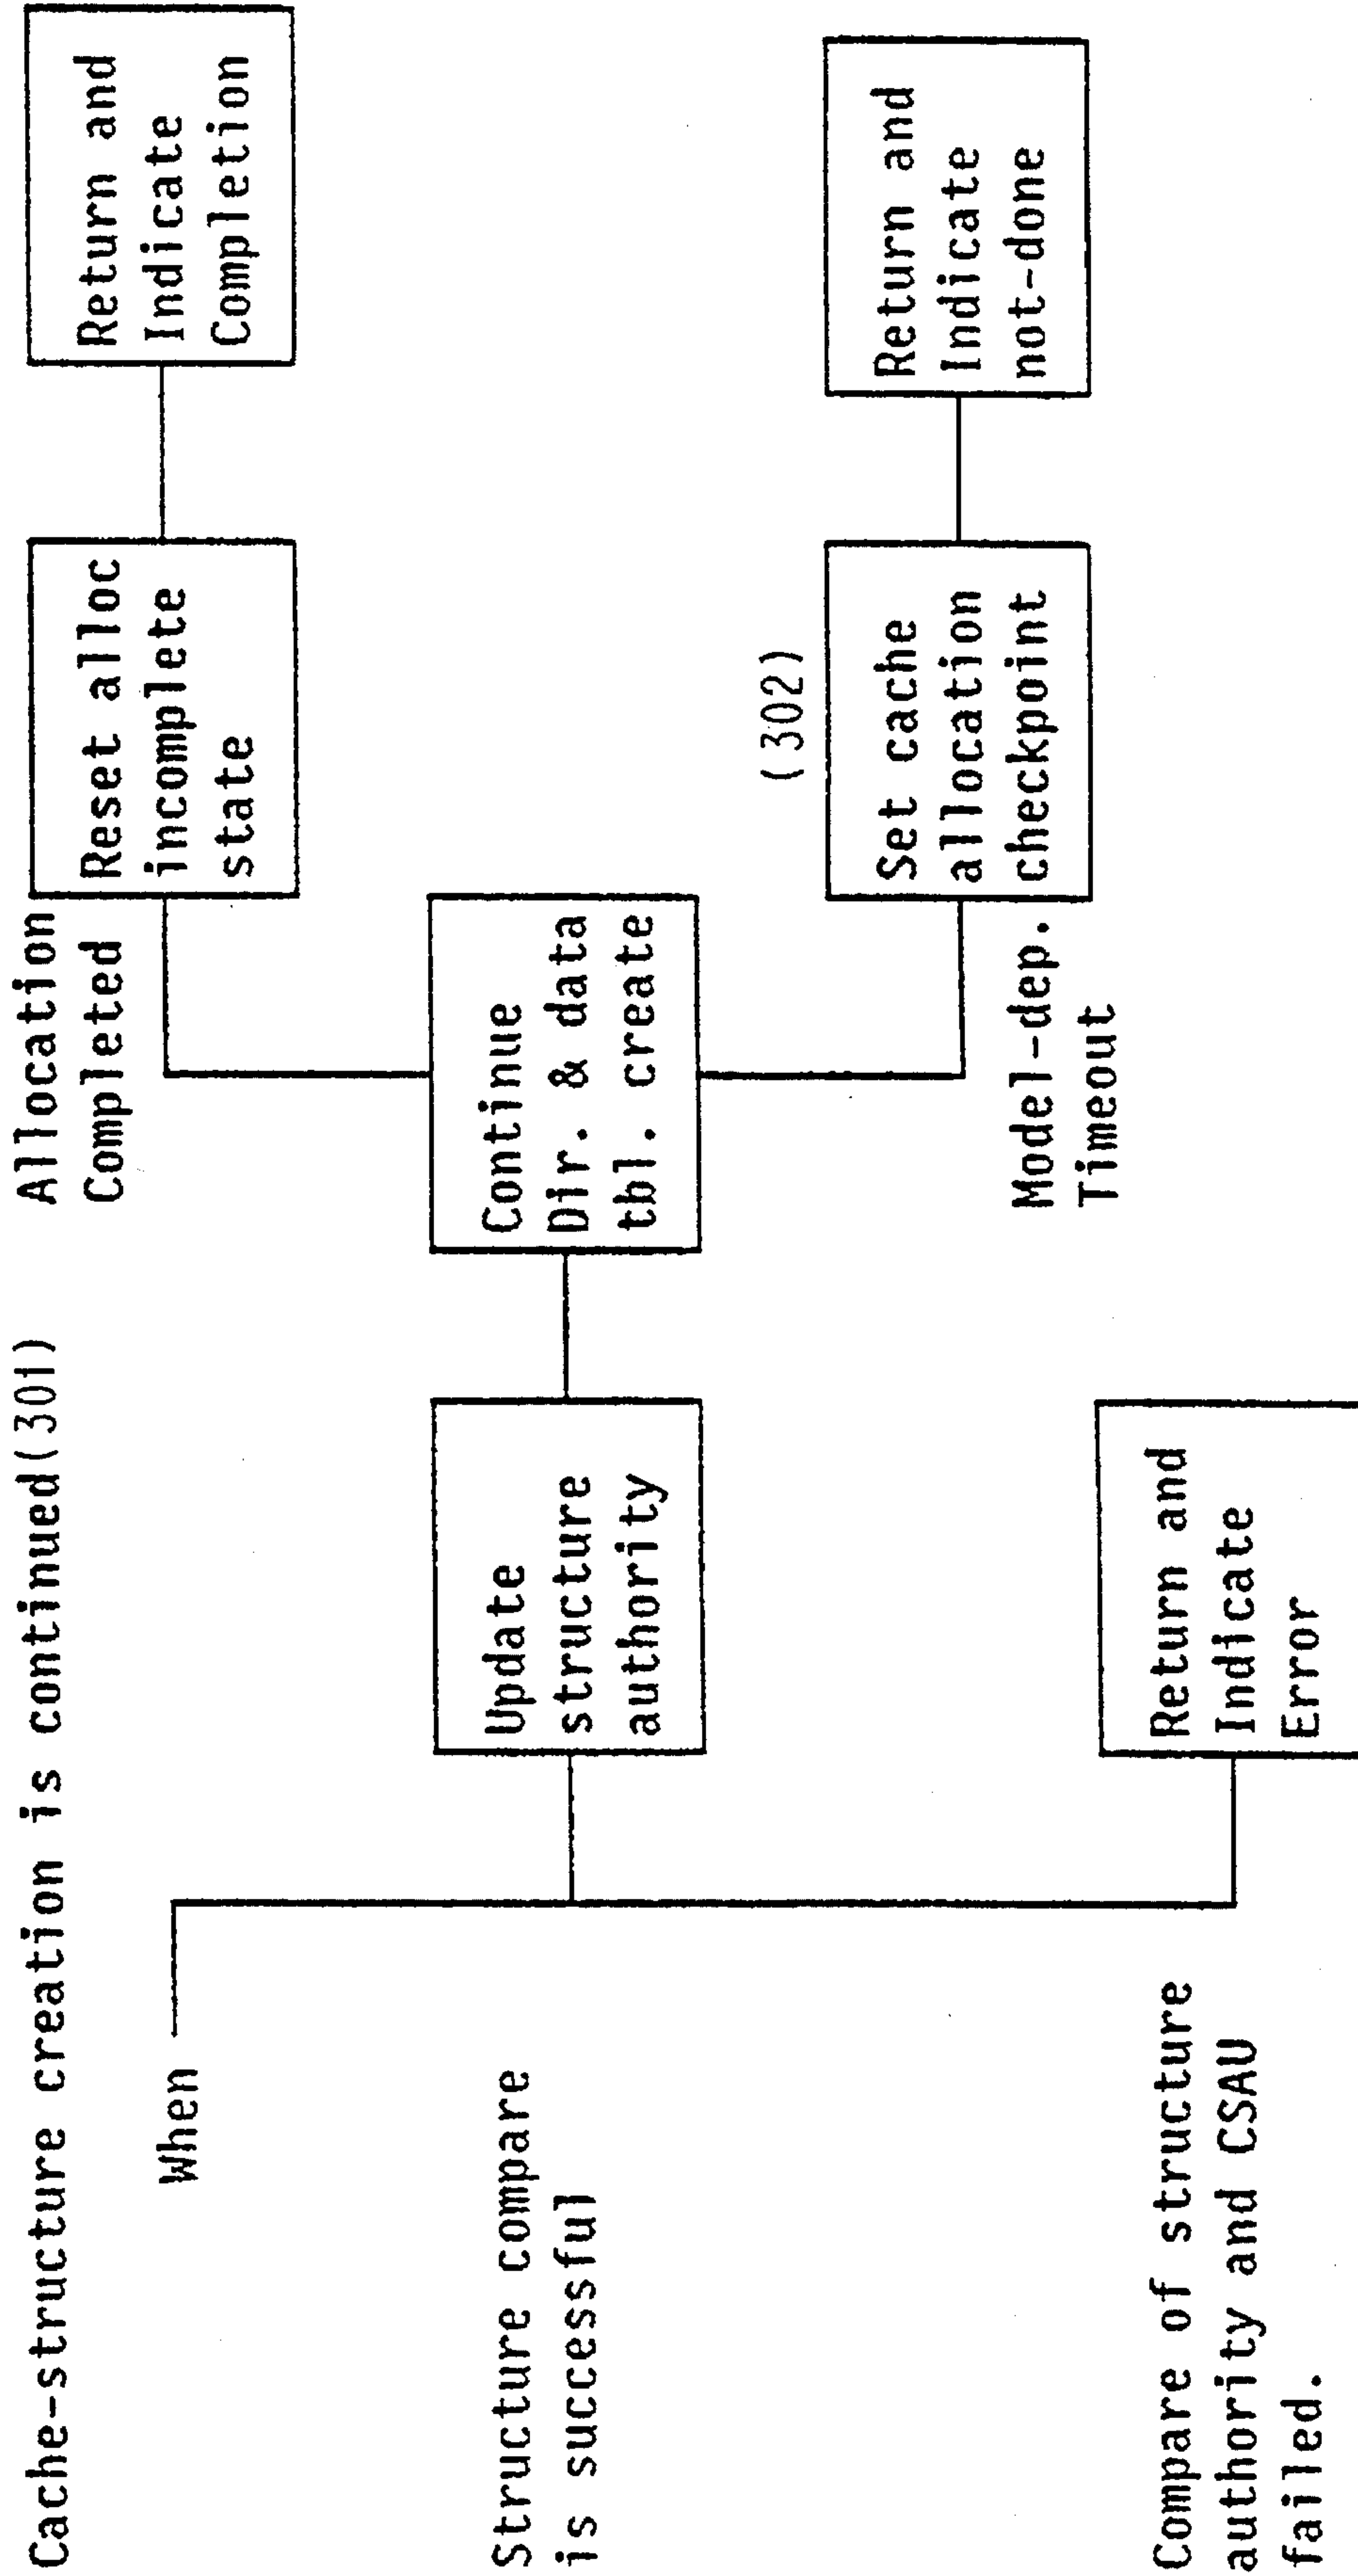 Cache-structure creation is continued(301)
When
Structure compare
is successful
Update
structure
authority
Continue
Dir. & data
tbl. create
Allocation
Completed
Reset alloc
incomplete
state
Return and
Indicate
Completion
Model-dep.
Timeout
(302)
Set cache
allocation
checkpoint
Return and
Indicate
not-done
Compare of structure
authority and CSAU
failed.
Return and
Indicate
Error